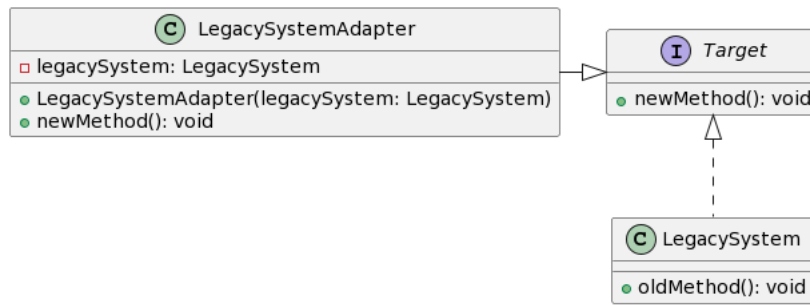 C LegacySystemAdapter
legacySystem: LegacySystem
LegacySystemAdapter(legacySystem: LegacySystem)
newMethod(): void
I Target
newMethod(): void
C LegacySystem
oldMethod(): void